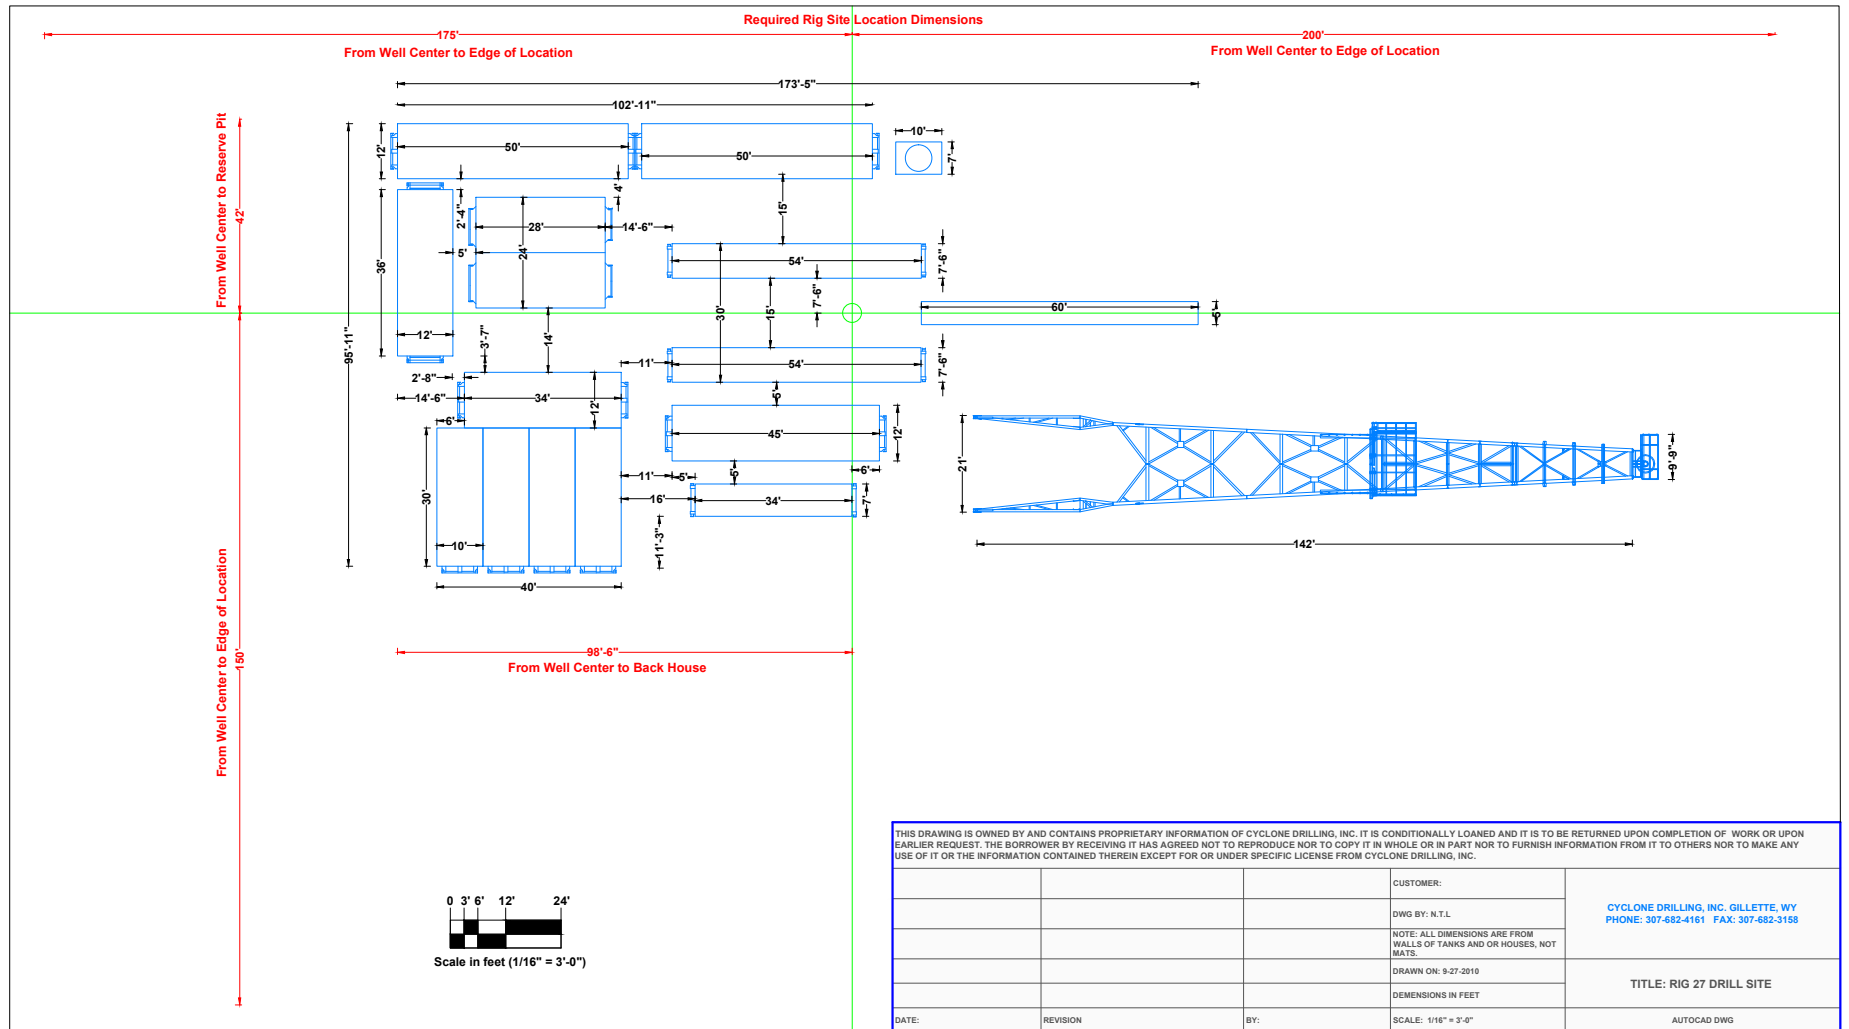 Required Rig Site Location Dimensions
175'
200'
From Well Center to Edge of Location
From Well Center to Edge of Location
173'-5"
102'-11"
From Well Center to Reserve Pit
42'
95'-11"
12'
50'
50'
10'
7'
4'
2'-4"
15'
36'
28'
24'
14'-6"
5'
54'
7'-6"
7'-6"
30'
15'
60'
5'
12'
3'-7"
14'
11'
54'
7'-6"
2'-8"
14'-6"
34'
12'
5'
6'
45'
12'
21'
9'-9"
5'
6'
11'
5'
16'
34'
7'
30'
10'
11'-3"
142'
40'
From Well Center to Edge of Location
150'
98'-6"
From Well Center to Back House
0 3' 6' 12' 24'
Scale in feet (1/16" = 3'-0")
THIS DRAWING IS OWNED BY AND CONTAINS PROPRIETARY INFORMATION OF CYCLONE DRILLING, INC. IT IS CONDITIONALLY LOANED AND IT IS TO BE RETURNED UPON COMPLETION OF WORK OR UPON
EARLIER REQUEST. THE BORROWER BY RECEIVING IT HAS AGREED NOT TO REPRODUCE NOR TO COPY IT IN WHOLE OR IN PART NOR TO FURNISH INFORMATION FROM IT TO OTHERS NOR TO MAKE ANY
USE OF IT OR THE INFORMATION CONTAINED THEREIN EXCEPT FOR OR UNDER SPECIFIC LICENSE FROM CYCLONE DRILLING, INC.
CUSTOMER:
DWG BY: N.T.L
NOTE: ALL DIMENSIONS ARE FROM
WALLS OF TANKS AND OR HOUSES, NOT
MATS.
DRAWN ON: 9-27-2010
DEMENSIONS IN FEET
CYCLONE DRILLING, INC. GILLETTE, WY
PHONE: 307-682-4161 FAX: 307-682-3158
TITLE: RIG 27 DRILL SITE
DATE:
REVISION
BY:
SCALE: 1/16" = 3'-0"
AUTOCAD DWG